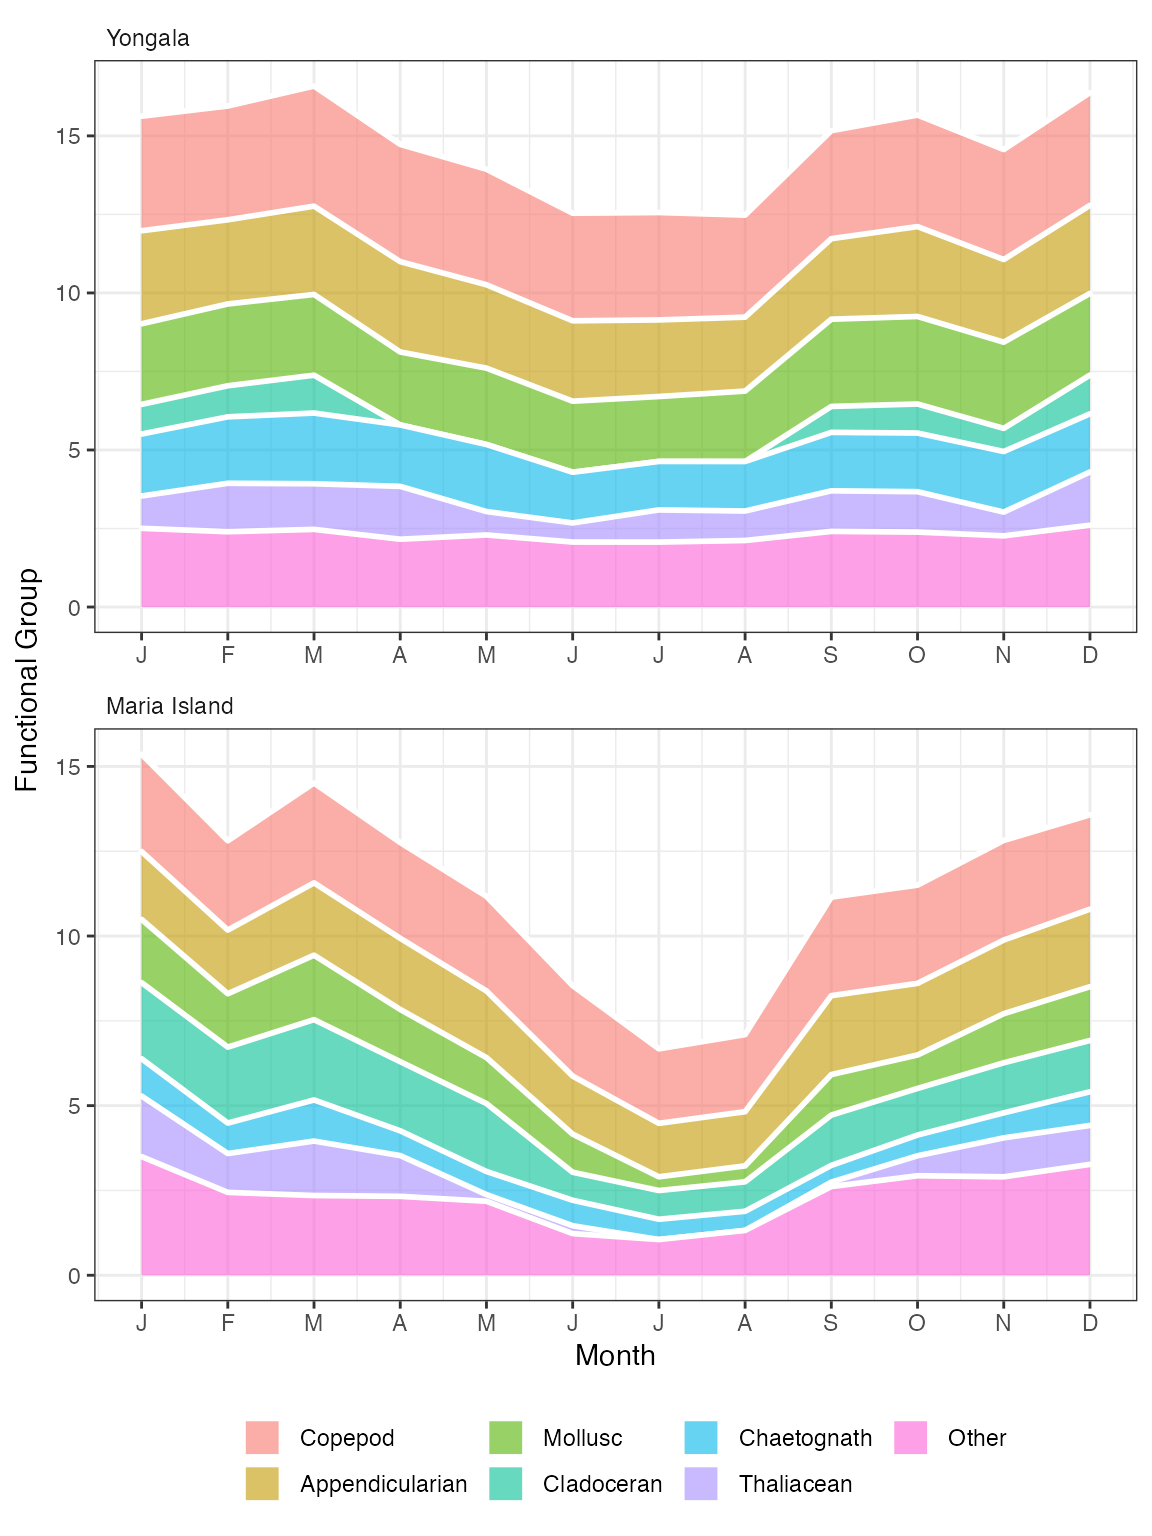 Yongala
15
10
5
0
J F M A M J J A S O N D
Functional Group
Maria Island
15
10
5
0
J F M A M J J A S O N D
Month
Copepod Mollusc Chaetognath Other
Appendicularian Cladoceran Thaliacean